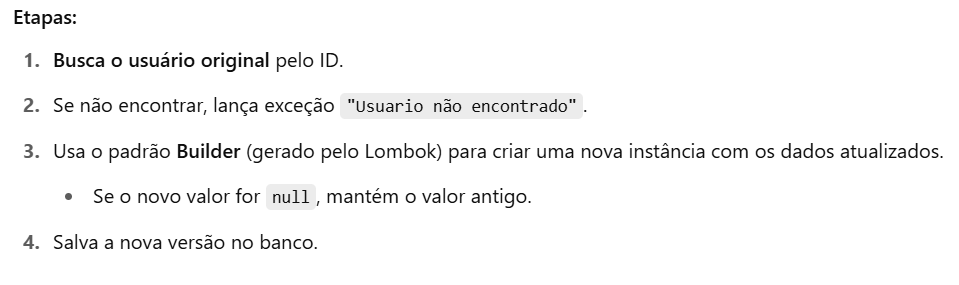 Etapas:
1. Busca o usuário original pelo ID.
2. Se não encontrar, lança exceção "Usuario não encontrado".
3. Usa o padrão Builder (gerado pelo Lombok) para criar uma nova instância com os dados atualizados.
• Se o novo valor for null, mantém o valor antigo.
4. Salva a nova versão no banco.